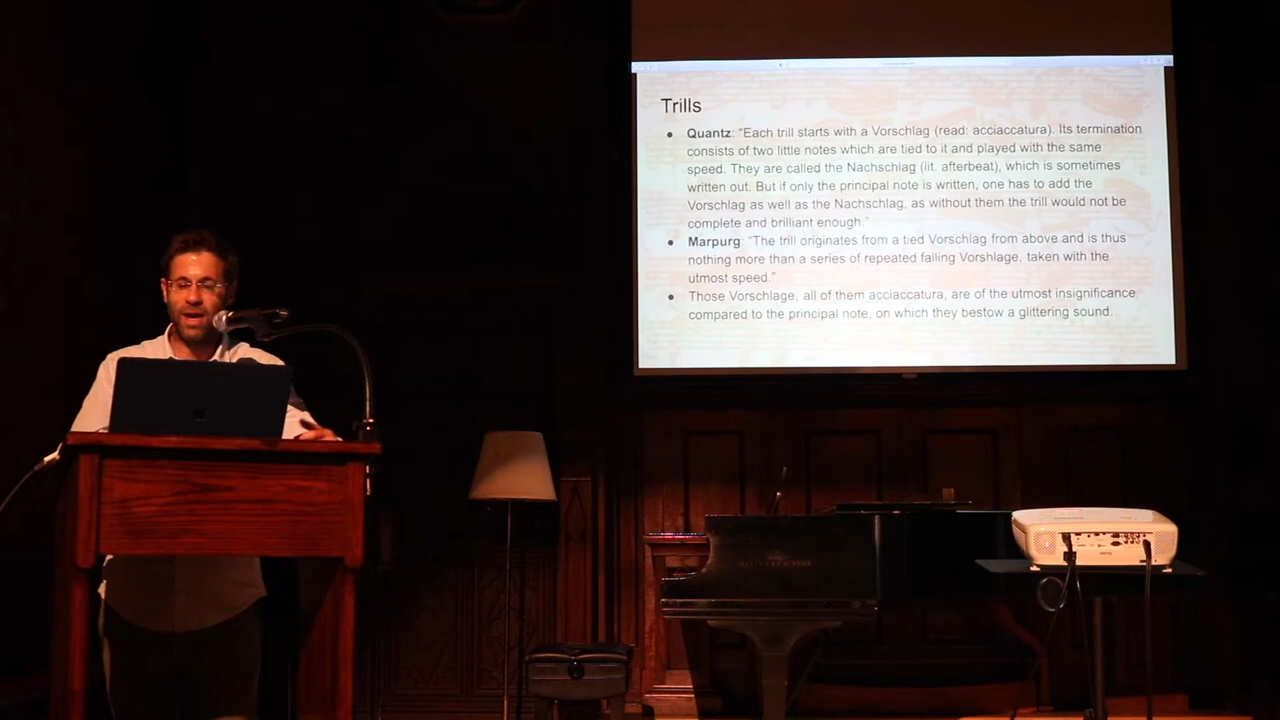 Trills
● Quantz: “Each trill starts with a Vorschlag (read: acciaccatura). Its termination
consists of two little notes which are tied to it and played with the same
speed. They are called the Nachschlag (lit. afterbeat), which is sometimes
written out. But if only the principal note is written, one has to add the
Vorschlag as well as the Nachschlag, as without them the trill would not be
complete and brilliant enough.”
● Marpurg: “The trill originates from a tied Vorschlag from above and is thus
nothing more than a series of repeated falling Vorshlage, taken with the
utmost speed.”
● Those Vorschlage, all of them acciaccatura, are of the utmost insignificance
compared to the principal note, on which they bestow a glittering sound.